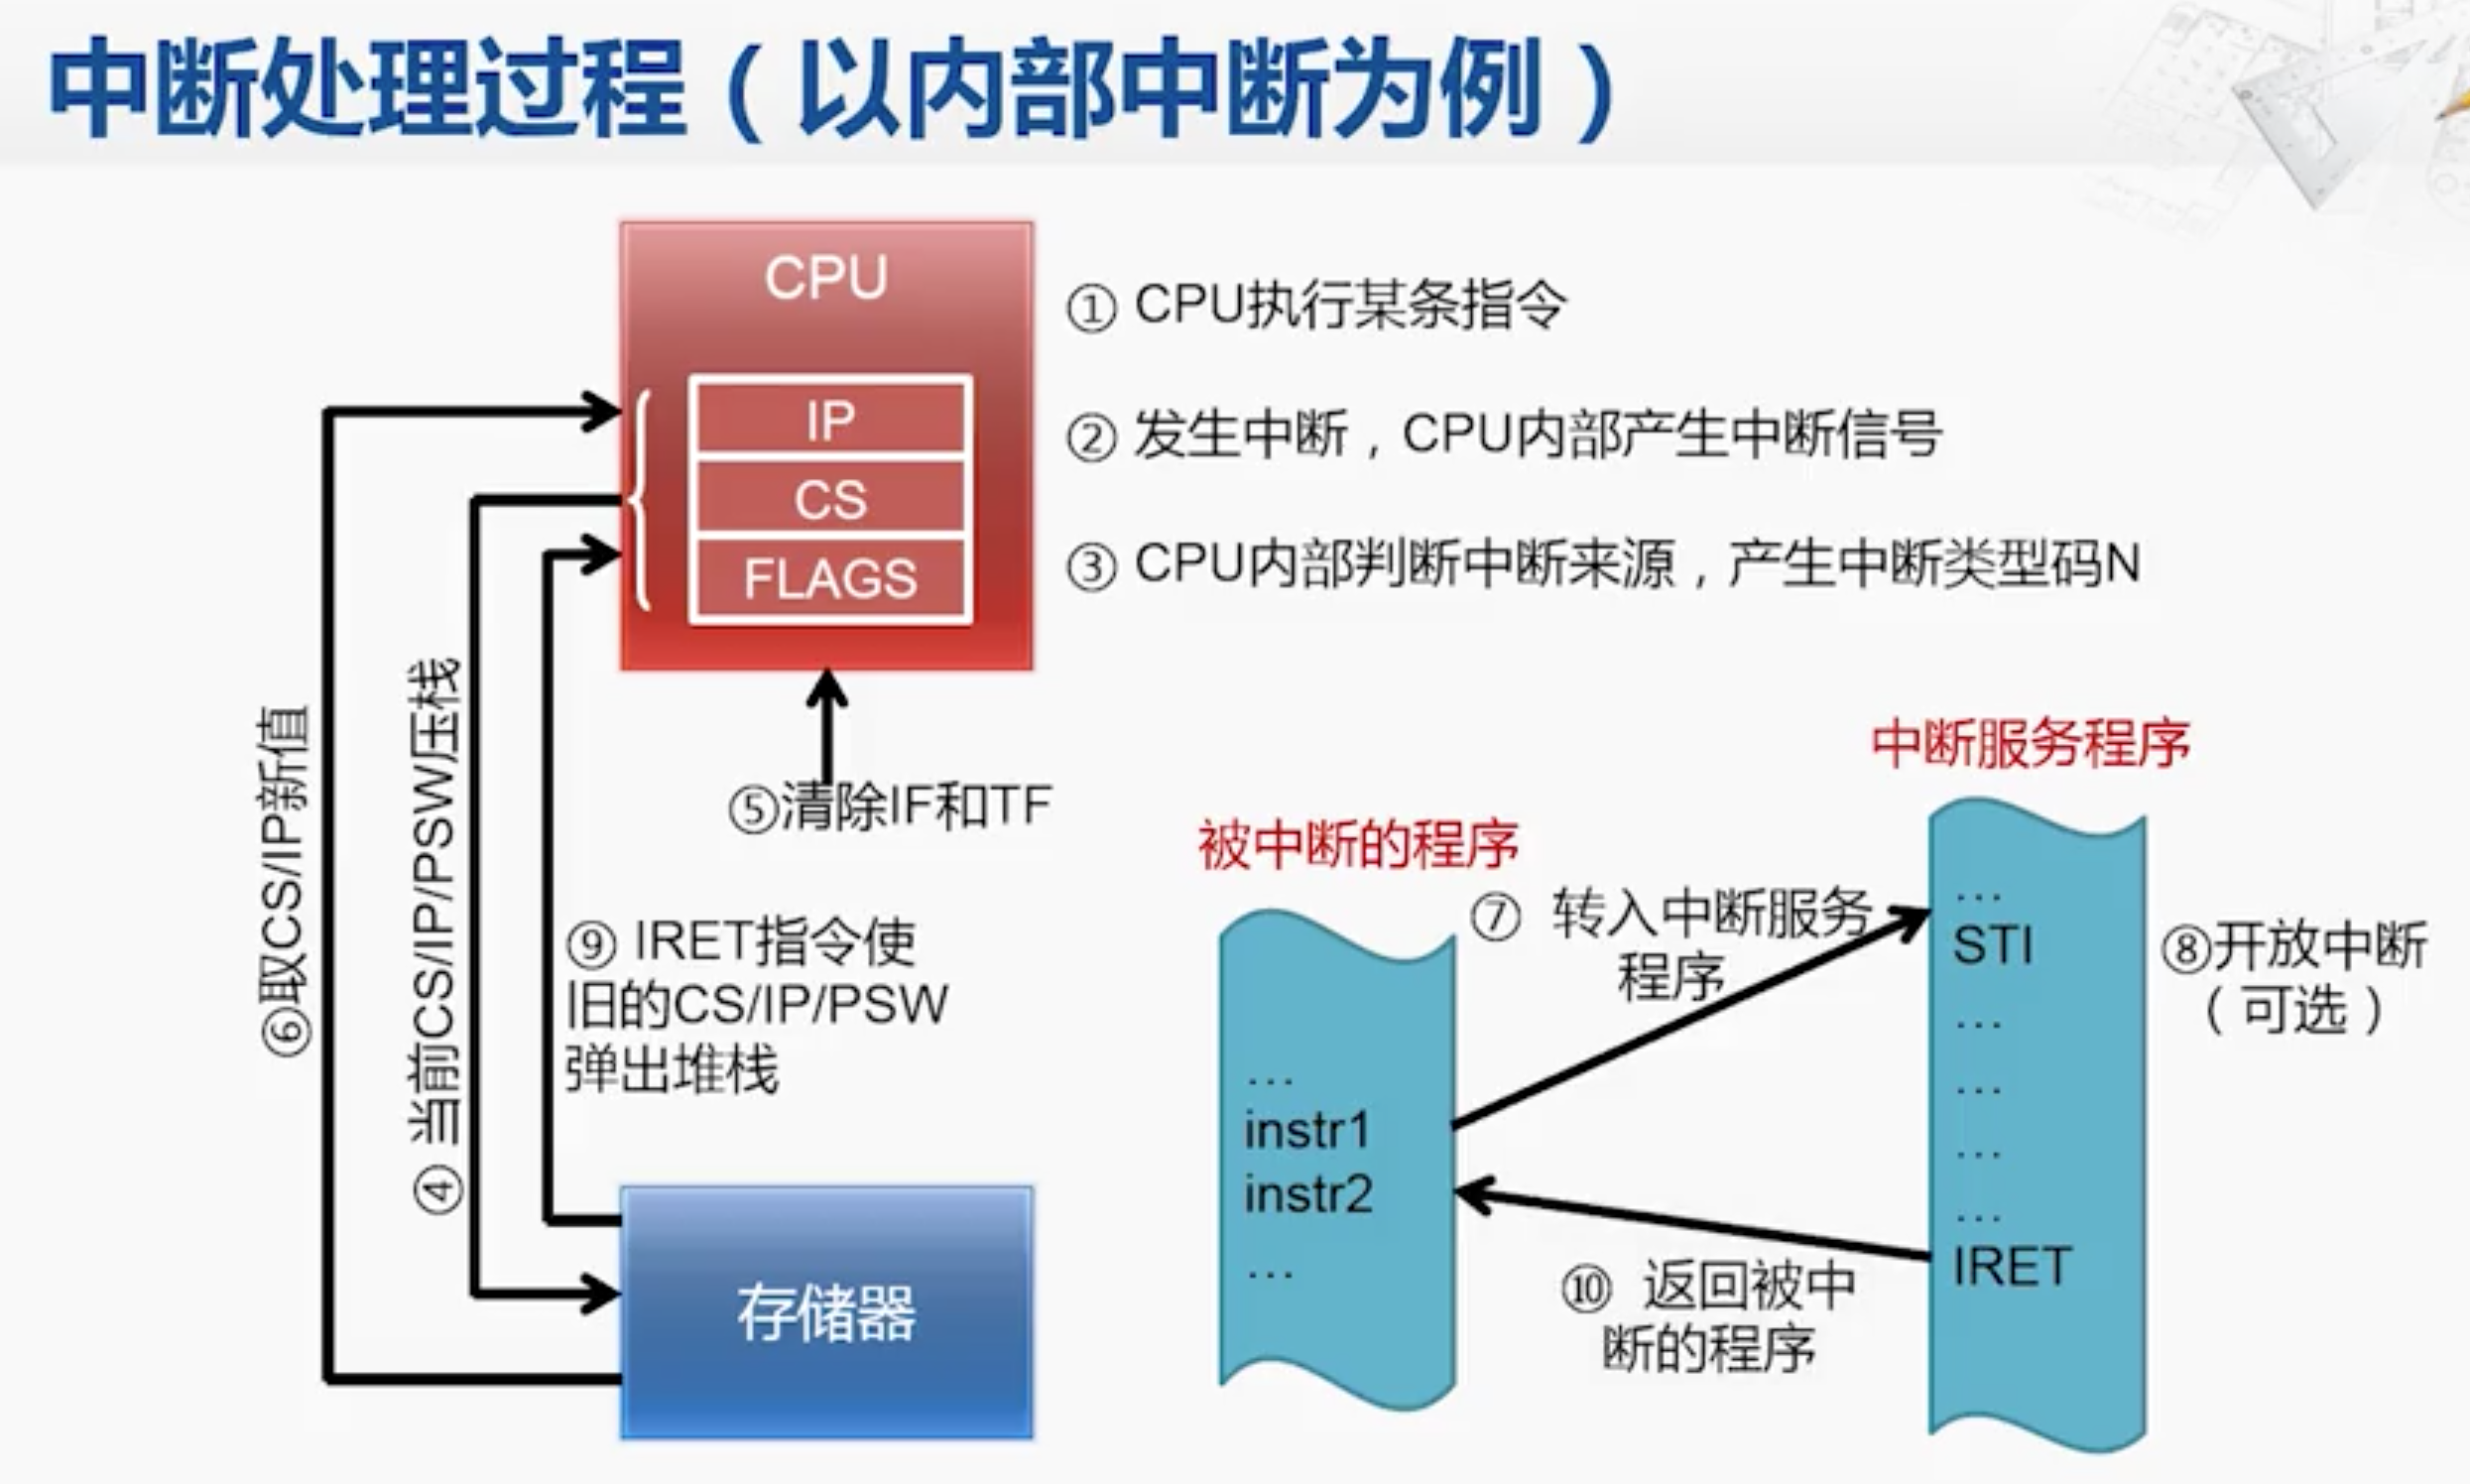 中断处理过程（以内部中断为例）
CPU
IP
CS
FLAGS
① CPU执行某条指令
② 发生中断，CPU内部产生中断信号
③ CPU内部判断中断来源，产生中断类型码N
④ 当前CS/IP/PSW压栈
⑤清除IF和TF
⑥取CS/IP新值
⑨ IRET指令使
旧的CS/IP/PSW
弹出堆栈
存储器
被中断的程序
...
instr1
instr2
...
⑦ 转入中断服务
程序
中断服务程序
...
STI
...
...
...
...
IRET
⑧开放中断
（可选）
⑩ 返回被中
断的程序